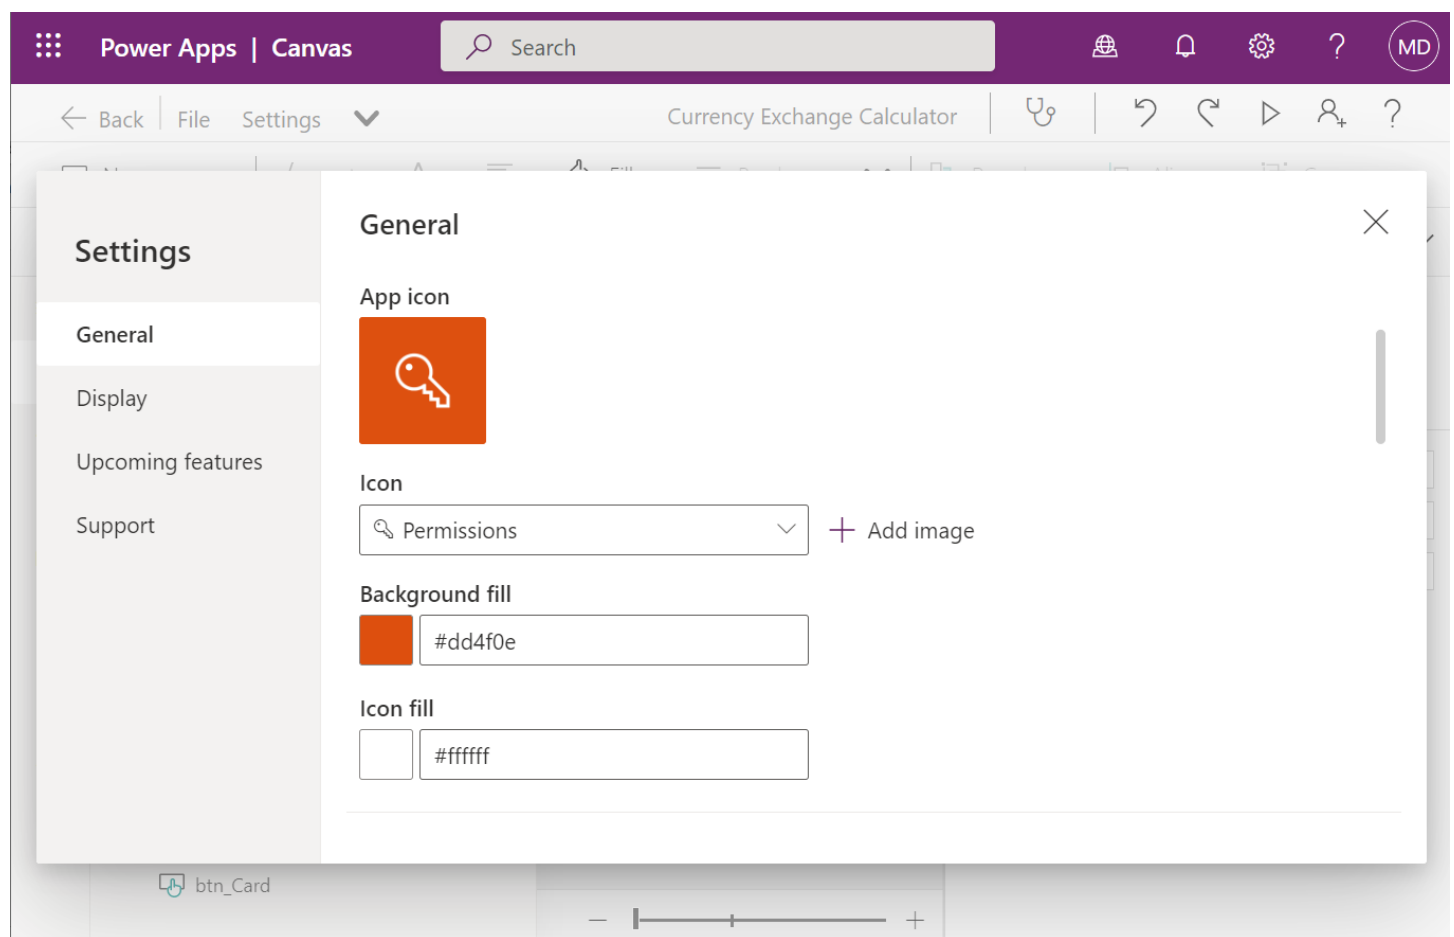 Power Apps | Canvas
Search
MD
Back
File
Settings
Currency Exchange Calculator
Settings
General
Display
Upcoming features
Support
General
App icon
Icon
Permissions
Add image
Background fill
#dd4f0e
Icon fill
#ffffff
btn_Card